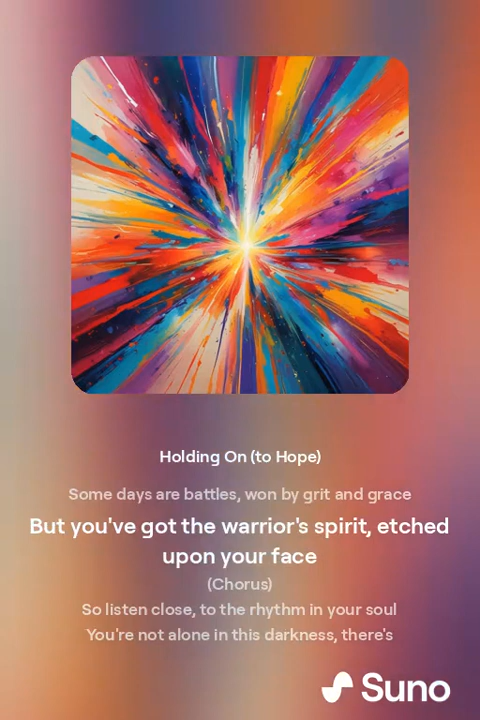 Holding On (to Hope)
Some days are battles, won by grit and grace
But you've got the warrior's spirit, etched
upon your face
(Chorus)
So listen close, to the rhythm in your soul
You're not alone in this darkness, there's
Suno